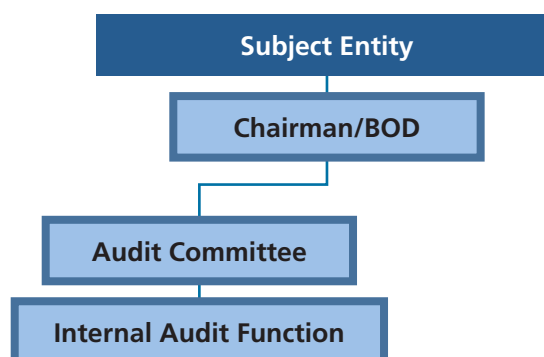 Subject Entity
Chairman/BOD
Audit Committee
Internal Audit Function